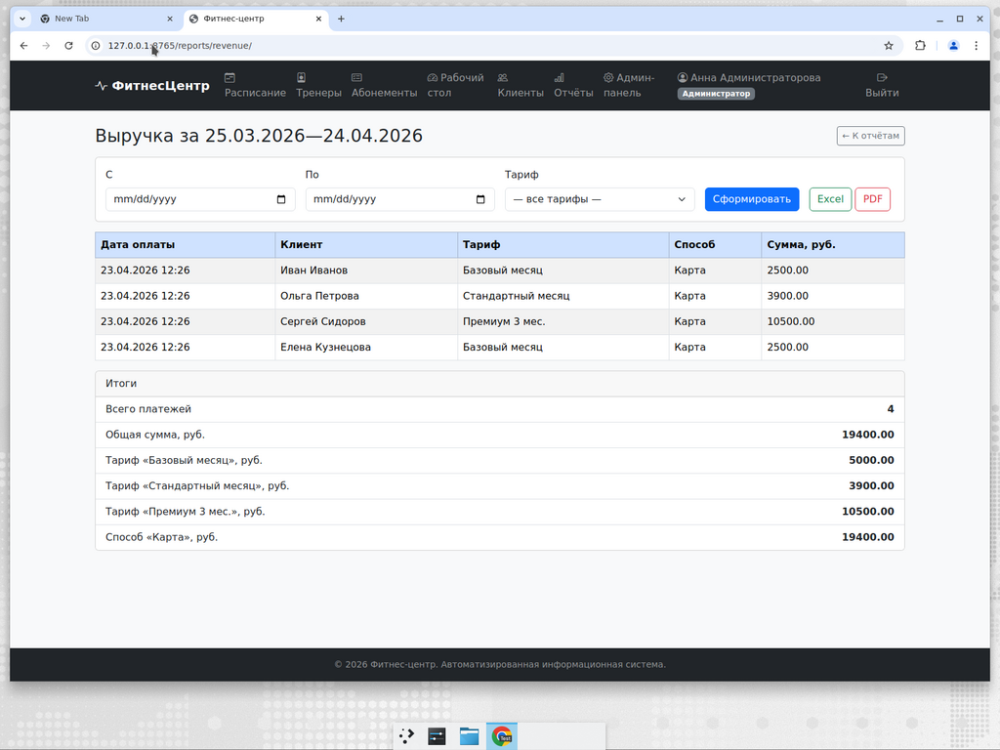 New Tab
Фитнес-центр
127.0.0.1:8765/reports/revenue/
ФитнесЦентр
Расписание
Тренеры
Абонементы
Рабочий стол
Клиенты
Отчёты
Админ-панель
Анна Администраторова
Администратор
Выйти
Выручка за 25.03.2026—24.04.2026
← К отчётам
С
По
Тариф
mm/dd/yyyy
mm/dd/yyyy
— все тарифы —
Сформировать
Excel
PDF
Дата оплаты Клиент Тариф Способ Сумма, руб.
23.04.2026 12:26 Иван Иванов Базовый месяц Карта 2500.00
23.04.2026 12:26 Ольга Петрова Стандартный месяц Карта 3900.00
23.04.2026 12:26 Сергей Сидоров Премиум 3 мес. Карта 10500.00
23.04.2026 12:26 Елена Кузнецова Базовый месяц Карта 2500.00
Итоги
Всего платежей 4
Общая сумма, руб. 19400.00
Тариф «Базовый месяц», руб. 5000.00
Тариф «Стандартный месяц», руб. 3900.00
Тариф «Премиум 3 мес.», руб. 10500.00
Способ «Карта», руб. 19400.00
© 2026 Фитнес-центр. Автоматизированная информационная система.
Test